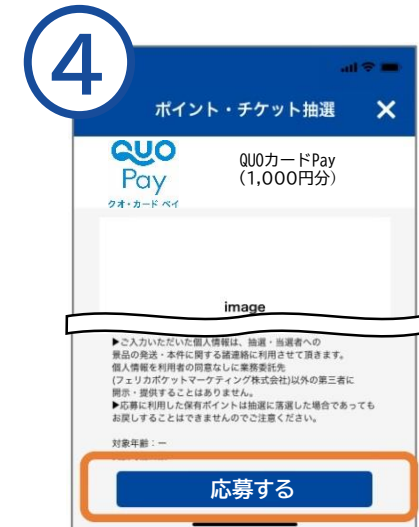 4
ポイント・チケット抽選 ×
QUO
Pay
クオ・カード ペイ
QUOカードPay
(1,000円分)
image
▶ご入力いただいた個人情報は、抽選・当選者への
景品の発送・本件に関する諸連絡に利用させて頂きます。
個人情報を利用者の同意なしに業務委託先
(フェリカポケットマーケティング株式会社)以外の第三者に
開示・提供することはありません。
▶応募に利用した保有ポイントは抽選に落選した場合であっても
お戻しすることはできませんのでご注意ください。
対象年齢：ー
応募する